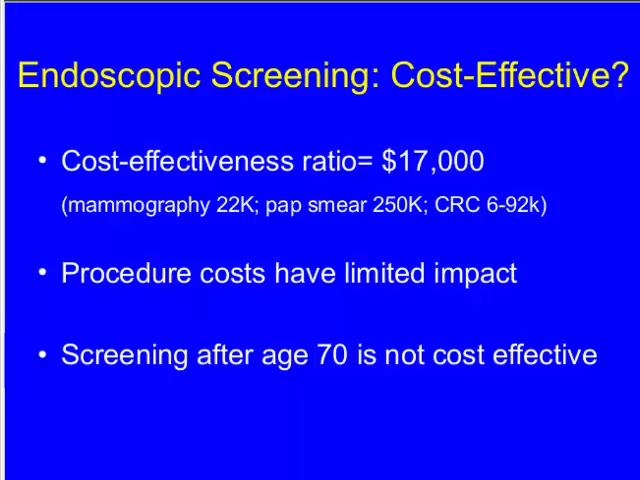 Endoscopic Screening: Cost-Effective?
• Cost-effectiveness ratio= $17,000
(mammography 22K; pap smear 250K; CRC 6-92k)
• Procedure costs have limited impact
• Screening after age 70 is not cost effective